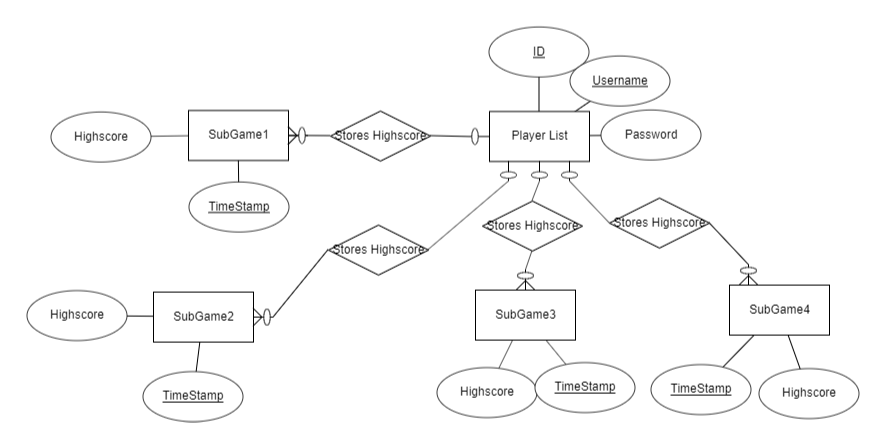 ID
Username
Highscore
SubGame1
Stores Highscore
Player List
Password
TimeStamp
Stores Highscore
Stores Highscore
Stores Highscore
Highscore
SubGame2
SubGame3
SubGame4
TimeStamp
Highscore
TimeStamp
TimeStamp
Highscore